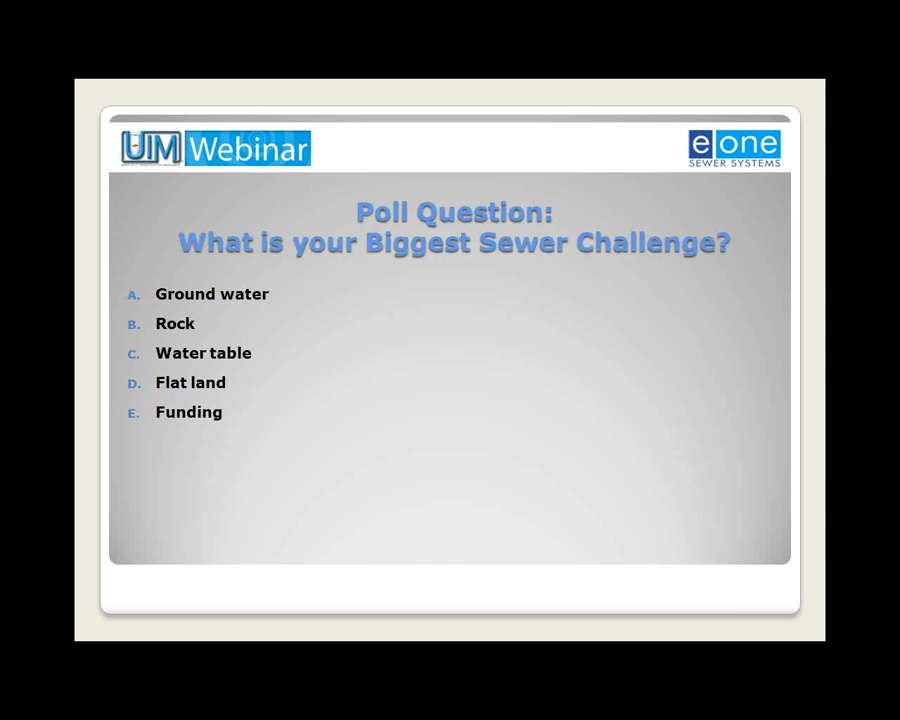 UIM Webinar
e one
SEWER SYSTEMS
Poll Question:
What is your Biggest Sewer Challenge?
A. Ground water
B. Rock
C. Water table
D. Flat land
E. Funding